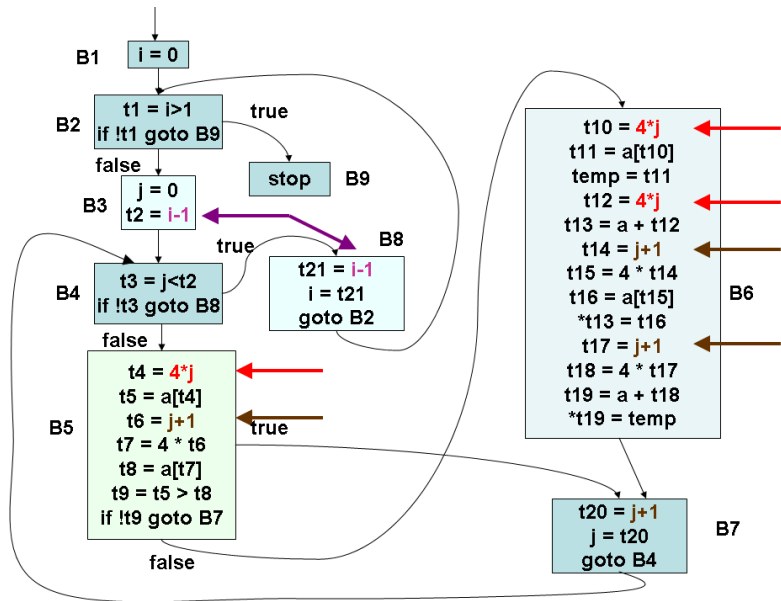 B1
i = 0
B2
t1 = i>1
if !t1 goto B9
true
false
stop
B9
B3
j = 0
t2 = i-1
true
B8
t21 = i-1
i = t21
goto B2
B4
t3 = j<t2
if !t3 goto B8
false
B5
t4 = 4*j
t5 = a[t4]
t6 = j+1
t7 = 4 * t6
t8 = a[t7]
t9 = t5 > t8
if !t9 goto B7
true
false
t10 = 4*j
t11 = a[t10]
temp = t11
t12 = 4*j
t13 = a + t12
t14 = j+1
t15 = 4 * t14
t16 = a[t15]
*t13 = t16
t17 = j+1
t18 = 4 * t17
t19 = a + t18
*t19 = temp
B6
t20 = j+1
j = t20
goto B4
B7